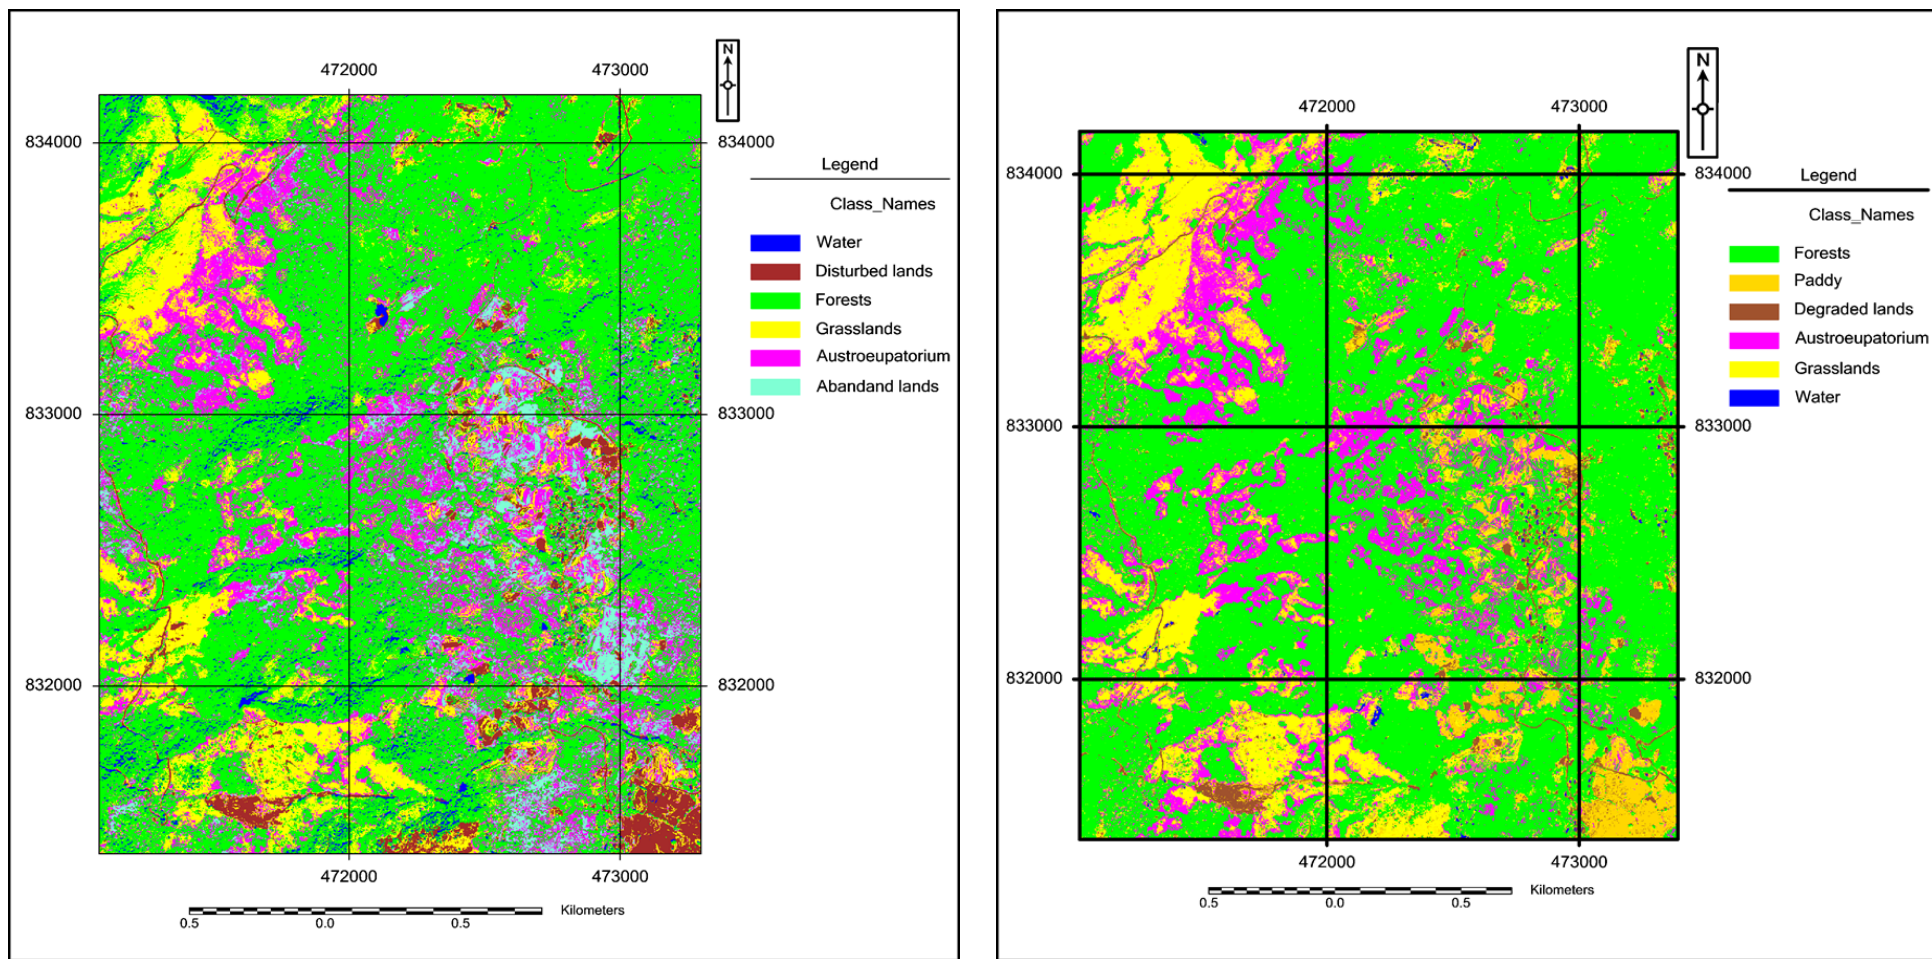 N
472000 473000
834000 834000
Legend
Class_Names
Water
Disturbed lands
Forests
Grasslands
Austroeupatorium
Abandand lands
833000 833000
832000 832000
472000 473000
Kilometers
0.5 0.0 0.5
N
472000 473000
834000 834000
Legend
Class_Names
Forests
Paddy
Degraded lands
Austroeupatorium
Grasslands
Water
833000 833000
832000 832000
472000 473000
Kilometers
0.5 0.0 0.5